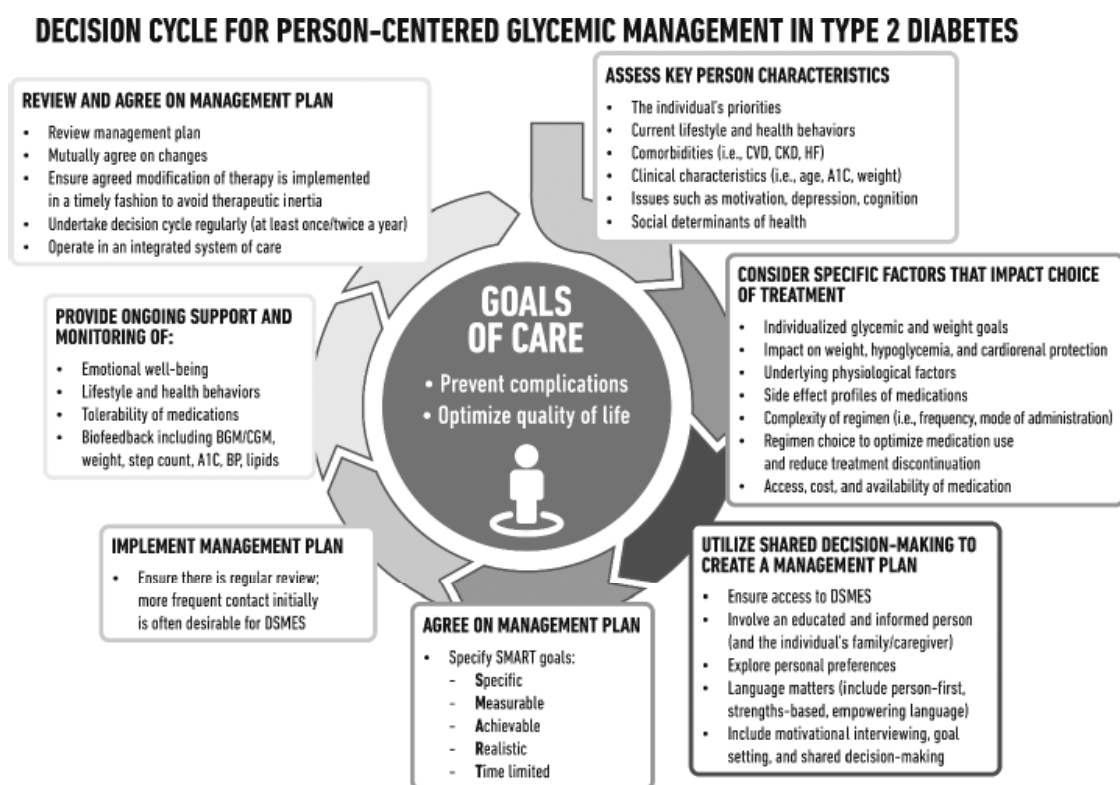 DECISION CYCLE FOR PERSON-CENTERED GLYCEMIC MANAGEMENT IN TYPE 2 DIABETES
REVIEW AND AGREE ON MANAGEMENT PLAN
• Review management plan
• Mutually agree on changes
• Ensure agreed modification of therapy is implemented
in a timely fashion to avoid therapeutic inertia
• Undertake decision cycle regularly (at least once/twice a year)
• Operate in an integrated system of care
ASSESS KEY PERSON CHARACTERISTICS
• The individual's priorities
• Current lifestyle and health behaviors
• Comorbidities (i.e., CVD, CKD, HF)
• Clinical characteristics (i.e., age, A1C, weight)
• Issues such as motivation, depression, cognition
• Social determinants of health
CONSIDER SPECIFIC FACTORS THAT IMPACT CHOICE
OF TREATMENT
• Individualized glycemic and weight goals
• Impact on weight, hypoglycemia, and cardiorenal protection
• Underlying physiological factors
• Side effect profiles of medications
• Complexity of regimen (i.e., frequency, mode of administration)
• Regimen choice to optimize medication use
and reduce treatment discontinuation
• Access, cost, and availability of medication
GOALS
OF CARE
• Prevent complications
• Optimize quality of life
PROVIDE ONGOING SUPPORT AND
MONITORING OF:
• Emotional well-being
• Lifestyle and health behaviors
• Tolerability of medications
• Biofeedback including BGM/CGM,
weight, step count, A1C, BP, lipids
IMPLEMENT MANAGEMENT PLAN
• Ensure there is regular review;
more frequent contact initially
is often desirable for DSMES
AGREE ON MANAGEMENT PLAN
• Specify SMART goals:
- Specific
- Measurable
- Achievable
- Realistic
- Time limited
UTILIZE SHARED DECISION-MAKING TO
CREATE A MANAGEMENT PLAN
• Ensure access to DSMES
• Involve an educated and informed person
(and the individual's family/caregiver)
• Explore personal preferences
• Language matters (include person-first,
strengths-based, empowering language)
• Include motivational interviewing, goal
setting, and shared decision-making